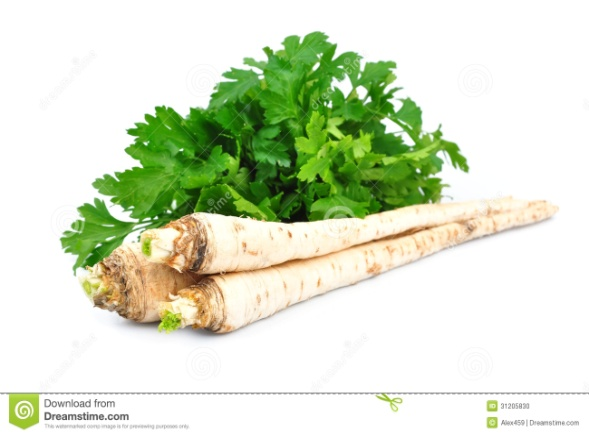 Download from
Dreamstime.com
This watermarked comp image is for previewing purposes only.
31205830
Alex459 | Dreamstime.com